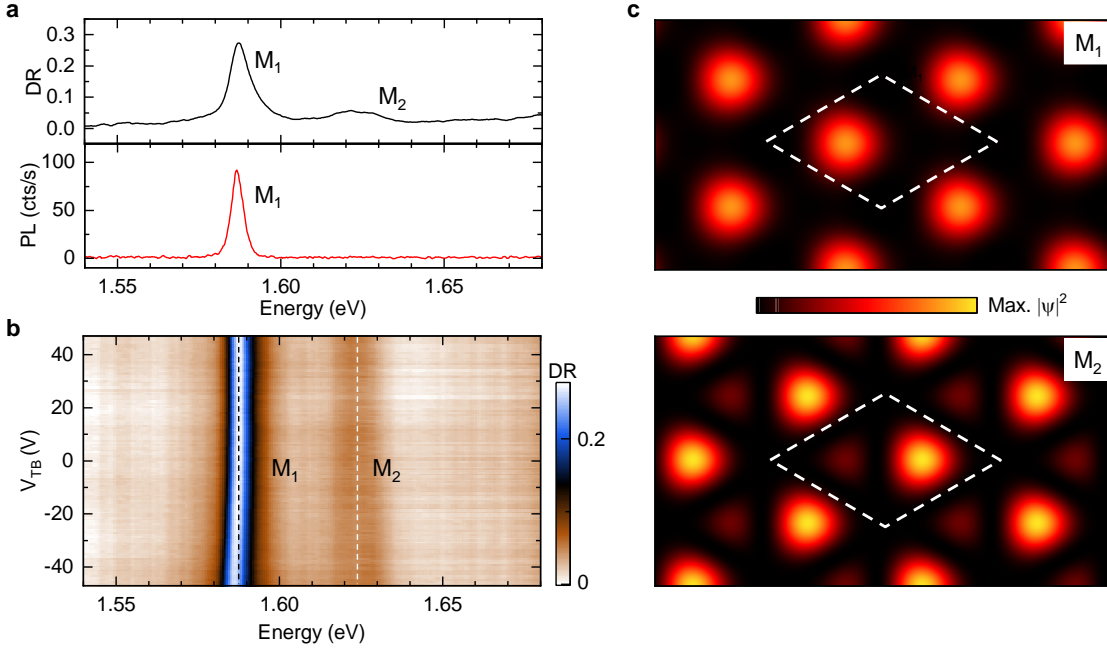 a
0.3
0.2
0.1
0.0
DR
M1
M2
100
50
0
PL (cts/s)
M1
1.55
1.60
1.65
Energy (eV)
b
40
20
0
-20
-40
VTB (V)
M1
M2
DR
0.2
0
1.55
1.60
1.65
Energy (eV)
c
M1
Max. |ψ|²
M2